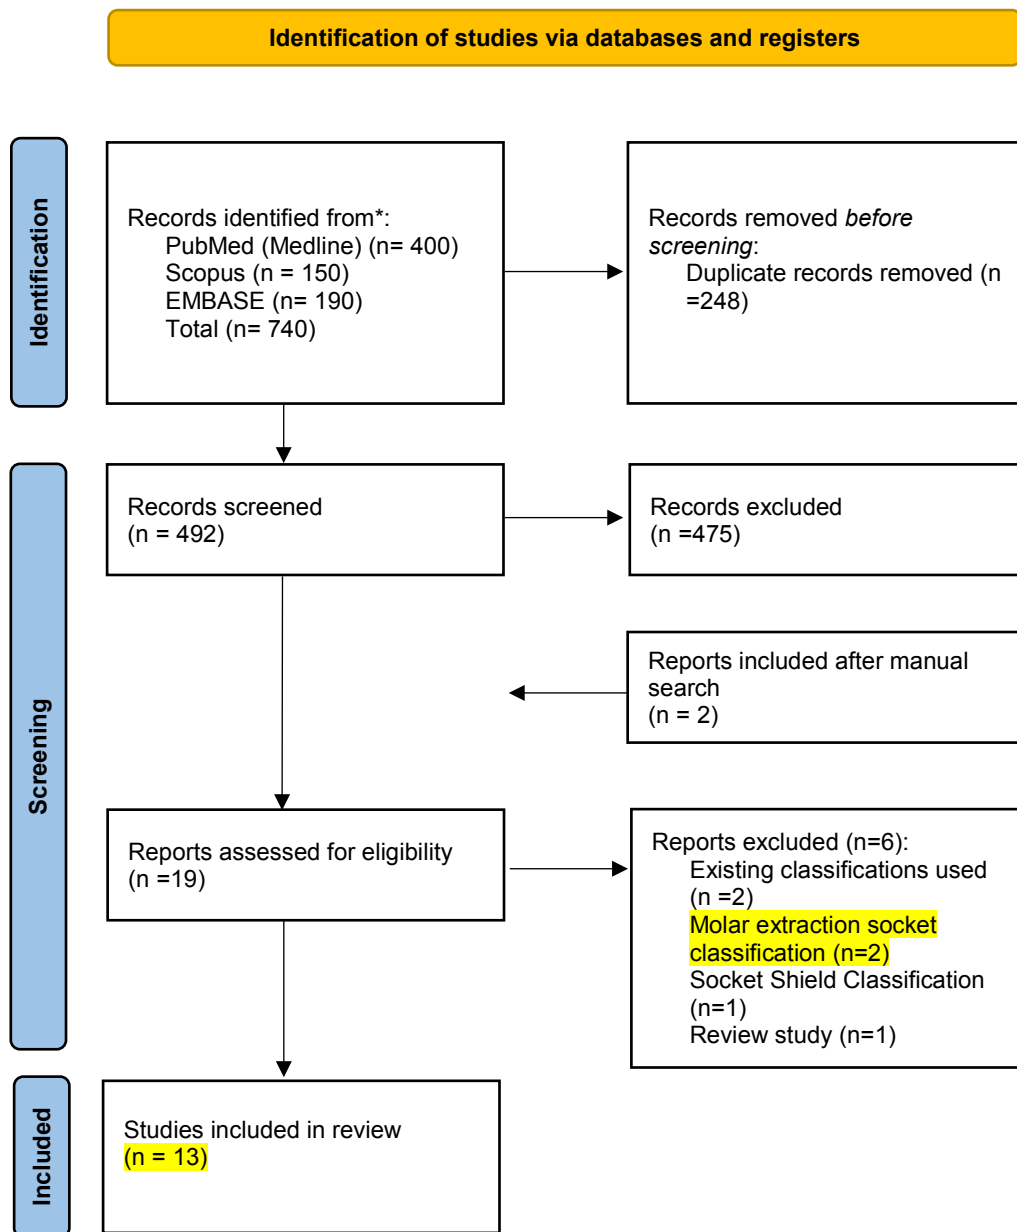 Identification of studies via databases and registers
Identification
Records identified from*:
PubMed (Medline) (n= 400)
Scopus (n = 150)
EMBASE (n= 190)
Total (n= 740)
Records removed before
screening:
Duplicate records removed (n
=248)
Screening
Records screened
(n = 492)
Records excluded
(n =475)
Reports included after manual
search
(n = 2)
Reports assessed for eligibility
(n =19)
Reports excluded (n=6):
Existing classifications used
(n =2)
Molar extraction socket
classification (n=2)
Socket Shield Classification
(n=1)
Review study (n=1)
Included
Studies included in review
(n = 13)